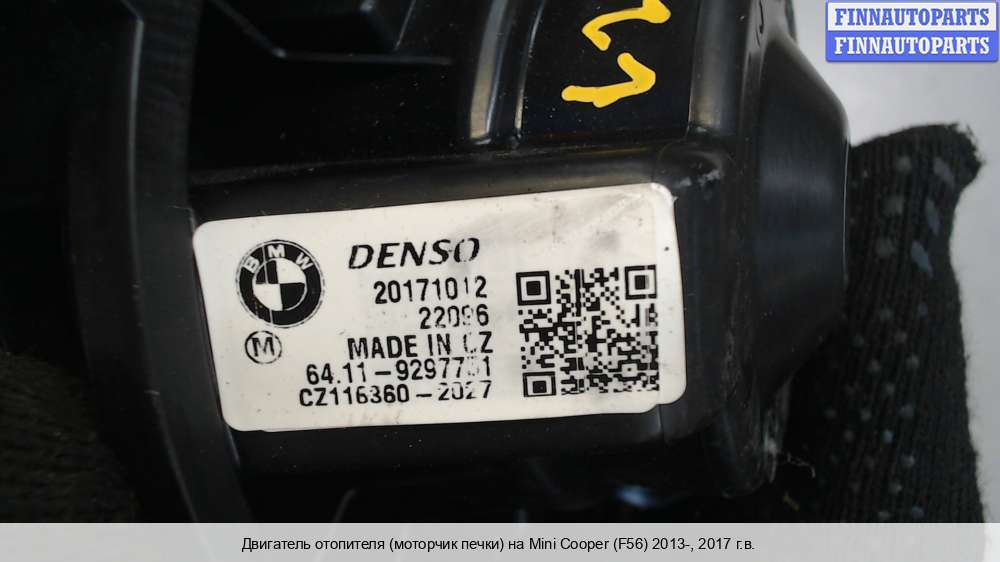 FINNAUTOPARTS
FINNAUTOPARTS
BMW
DENSO
20171012
22096
M
MADE IN CZ
64.11-9297751
CZ116360-2027
Двигатель отопителя (моторчик печки) на Mini Cooper (F56) 2013-, 2017 г.в.